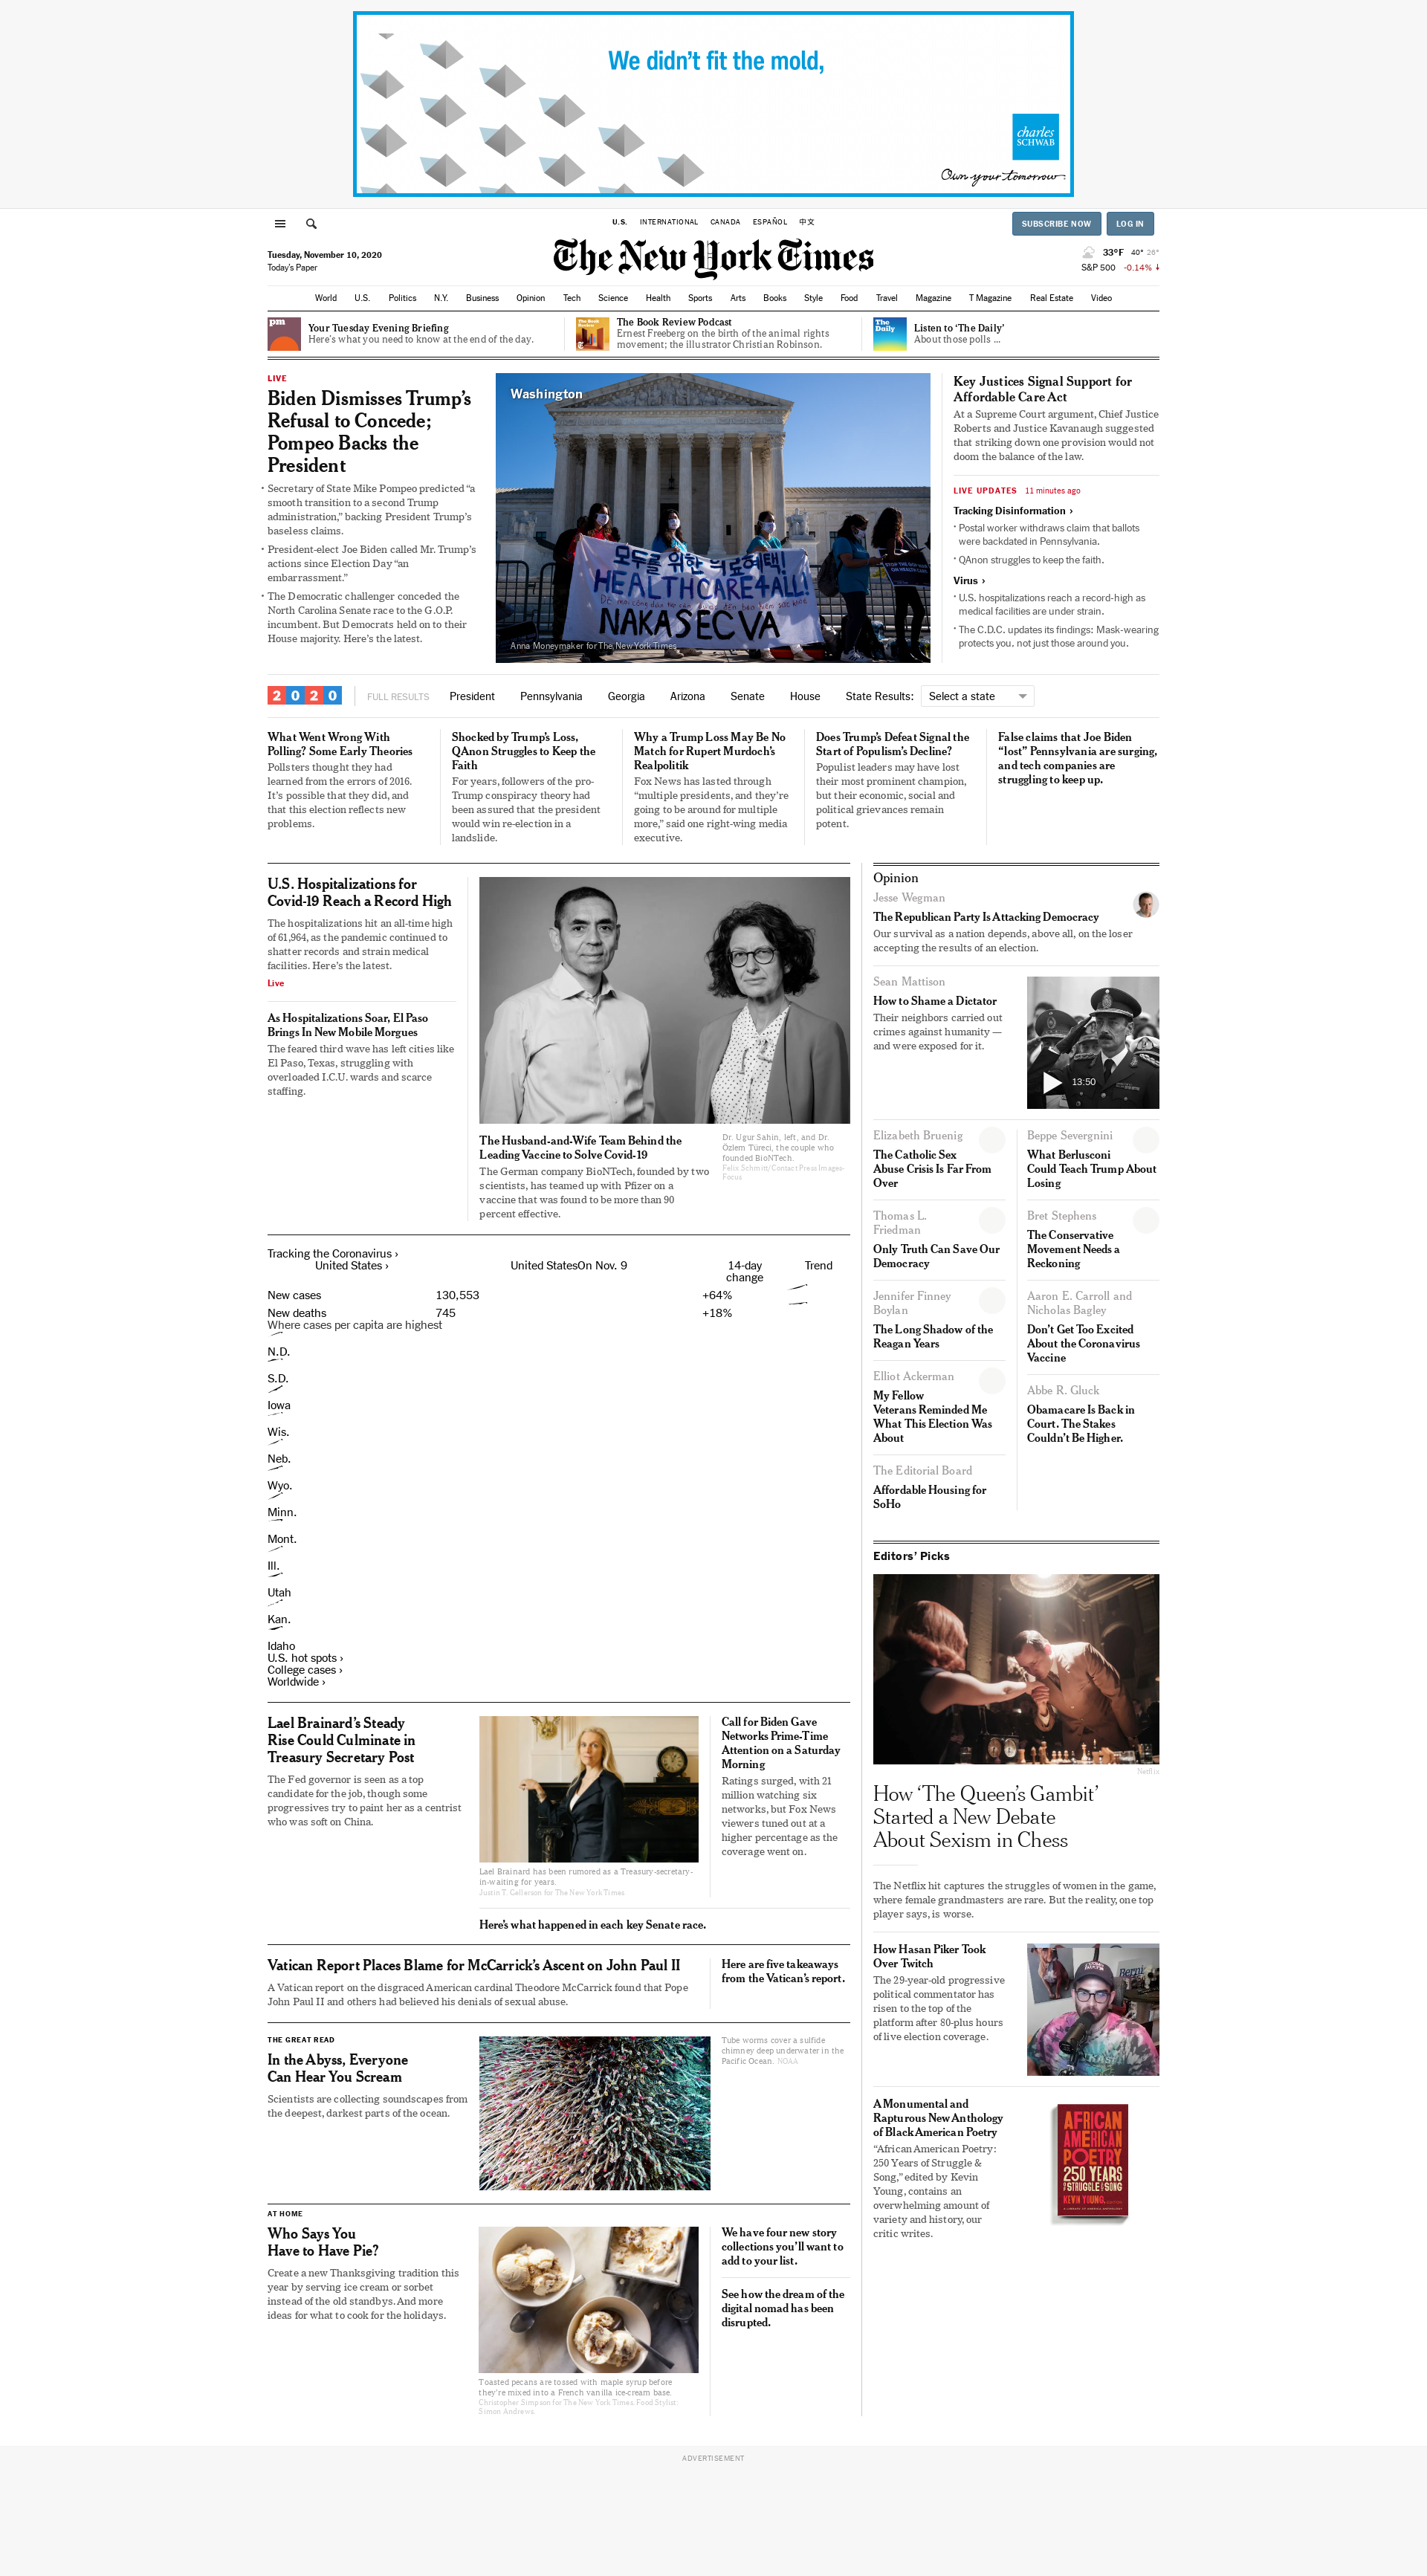 We didn't fit the mold,
charles
SCHWAB
Own your tomorrow
U.S. INTERNATIONAL CANADA ESPAÑOL 中文
SUBSCRIBE NOW LOG IN
Tuesday, November 10, 2020
Today's Paper
The New York Times
33°F 40° 26°
S&P 500 -0.14% ↓
World U.S. Politics N.Y. Business Opinion Tech Science Health Sports Arts Books Style Food Travel Magazine T Magazine Real Estate Video
pm
Your Tuesday Evening Briefing
Here's what you need to know at the end of the day.
The Book Review
The Book Review Podcast
Ernest Freeberg on the birth of the animal rights
movement; the illustrator Christian Robinson.
The Daily
Listen to 'The Daily'
About those polls ...
LIVE
Biden Dismisses Trump's
Refusal to Concede;
Pompeo Backs the
President
• Secretary of State Mike Pompeo predicted "a
smooth transition to a second Trump
administration," backing President Trump's
baseless claims.
• President-elect Joe Biden called Mr. Trump's
actions since Election Day "an
embarrassment."
• The Democratic challenger conceded the
North Carolina Senate race to the G.O.P.
incumbent. But Democrats held on to their
House majority. Here's the latest.
Washington
모두를 위한 의료혜택!
HEALTHCARE4ALL!
NAKASEC VA
Anna Moneymaker for The New York Times
Key Justices Signal Support for
Affordable Care Act
At a Supreme Court argument, Chief Justice
Roberts and Justice Kavanaugh suggested
that striking down one provision would not
doom the balance of the law.
LIVE UPDATES 11 minutes ago
Tracking Disinformation ›
• Postal worker withdraws claim that ballots
were backdated in Pennsylvania.
• QAnon struggles to keep the faith.
Virus ›
• U.S. hospitalizations reach a record-high as
medical facilities are under strain.
• The C.D.C. updates its findings: Mask-wearing
protects you, not just those around you.
2020 FULL RESULTS President Pennsylvania Georgia Arizona Senate House State Results: Select a state
What Went Wrong With
Polling? Some Early Theories
Pollsters thought they had
learned from the errors of 2016.
It's possible that they did, and
that this election reflects new
problems.
Shocked by Trump's Loss,
QAnon Struggles to Keep the
Faith
For years, followers of the pro-
Trump conspiracy theory had
been assured that the president
would win re-election in a
landslide.
Why a Trump Loss May Be No
Match for Rupert Murdoch's
Realpolitik
Fox News has lasted through
"multiple presidents, and they're
going to be around for multiple
more," said one right-wing media
executive.
Does Trump's Defeat Signal the
Start of Populism's Decline?
Populist leaders may have lost
their most prominent champion,
but their economic, social and
political grievances remain
potent.
False claims that Joe Biden
"lost" Pennsylvania are surging,
and tech companies are
struggling to keep up.
U.S. Hospitalizations for
Covid-19 Reach a Record High
The hospitalizations hit an all-time high
of 61,964, as the pandemic continued to
shatter records and strain medical
facilities. Here's the latest.
Live
As Hospitalizations Soar, El Paso
Brings In New Mobile Morgues
The feared third wave has left cities like
El Paso, Texas, struggling with
overloaded I.C.U. wards and scarce
staffing.
The Husband-and-Wife Team Behind the
Leading Vaccine to Solve Covid-19
The German company BioNTech, founded by two
scientists, has teamed up with Pfizer on a
vaccine that was found to be more than 90
percent effective.
Dr. Ugur Sahin, left, and Dr.
Özlem Türeci, the couple who
founded BioNTech.
Felix Schmitt/Contact Press Images-
Focus
Tracking the Coronavirus ›
United States › United StatesOn Nov. 9 14-day
change Trend
New cases 130,553 +64%
New deaths 745 +18%
Where cases per capita are highest
N.D.
S.D.
Iowa
Wis.
Neb.
Wyo.
Minn.
Mont.
Ill.
Utah
Kan.
Idaho
U.S. hot spots ›
College cases ›
Worldwide ›
Lael Brainard's Steady
Rise Could Culminate in
Treasury Secretary Post
The Fed governor is seen as a top
candidate for the job, though some
progressives try to paint her as a centrist
who was soft on China.
Lael Brainard has been rumored as a Treasury-secretary-
in-waiting for years.
Justin T. Gellerson for The New York Times
Call for Biden Gave
Networks Prime-Time
Attention on a Saturday
Morning
Ratings surged, with 21
million watching six
networks, but Fox News
viewers tuned out at a
higher percentage as the
coverage went on.
Here's what happened in each key Senate race.
Vatican Report Places Blame for McCarrick's Ascent on John Paul II
A Vatican report on the disgraced American cardinal Theodore McCarrick found that Pope
John Paul II and others had believed his denials of sexual abuse.
Here are five takeaways
from the Vatican's report.
THE GREAT READ
In the Abyss, Everyone
Can Hear You Scream
Scientists are collecting soundscapes from
the deepest, darkest parts of the ocean.
Tube worms cover a sulfide
chimney deep underwater in the
Pacific Ocean. NOAA
AT HOME
Who Says You
Have to Have Pie?
Create a new Thanksgiving tradition this
year by serving ice cream or sorbet
instead of the old standbys. And more
ideas for what to cook for the holidays.
Toasted pecans are tossed with maple syrup before
they're mixed into a French vanilla ice-cream base.
Christopher Simpson for The New York Times. Food Stylist:
Simon Andrews.
We have four new story
collections you'll want to
add to your list.
See how the dream of the
digital nomad has been
disrupted.
Opinion
Jesse Wegman
The Republican Party Is Attacking Democracy
Our survival as a nation depends, above all, on the loser
accepting the results of an election.
Sean Mattison
How to Shame a Dictator
Their neighbors carried out
crimes against humanity —
and were exposed for it.
13:50
Elizabeth Bruenig
The Catholic Sex
Abuse Crisis Is Far From
Over
Thomas L.
Friedman
Only Truth Can Save Our
Democracy
Jennifer Finney
Boylan
The Long Shadow of the
Reagan Years
Elliot Ackerman
My Fellow
Veterans Reminded Me
What This Election Was
About
The Editorial Board
Affordable Housing for
SoHo
Beppe Severgnini
What Berlusconi
Could Teach Trump About
Losing
Bret Stephens
The Conservative
Movement Needs a
Reckoning
Aaron E. Carroll and
Nicholas Bagley
Don't Get Too Excited
About the Coronavirus
Vaccine
Abbe R. Gluck
Obamacare Is Back in
Court. The Stakes
Couldn't Be Higher.
Editors' Picks
Netflix
How 'The Queen's Gambit'
Started a New Debate
About Sexism in Chess
The Netflix hit captures the struggles of women in the game,
where female grandmasters are rare. But the reality, one top
player says, is worse.
How Hasan Piker Took
Over Twitch
The 29-year-old progressive
political commentator has
risen to the top of the
platform after 80-plus hours
of live election coverage.
A Monumental and
Rapturous New Anthology
of Black American Poetry
"African American Poetry:
250 Years of Struggle &
Song," edited by Kevin
Young, contains an
overwhelming amount of
variety and history, our
critic writes.
AFRICAN
AMERICAN
POETRY
250 YEARS
OF STRUGGLE & SONG
KEVIN YOUNG,
ADVERTISEMENT